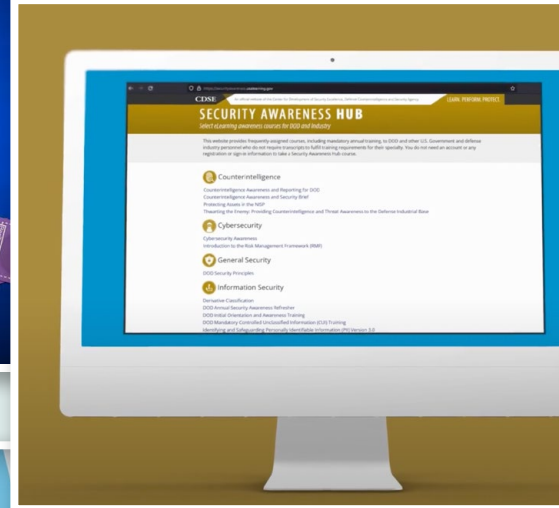 CDSE
LEARN. PERFORM. PROTECT.
SECURITY AWARENESS HUB
Select eLearning awareness courses for DOD and Industry
This website provides frequently assigned courses, including mandatory annual training, to DOD and other U.S. Government and defense
industry personnel who do not require transcripts to fulfill training requirements for their specialty. You do not need an account or any
registration or sign-in information to take a Security Awareness Hub course.
Counterintelligence
Counterintelligence Awareness and Reporting for DOD
Counterintelligence Awareness and Security Brief
Protecting Assets in the NISP
Thwarting the Enemy: Providing Counterintelligence and Threat Awareness to the Defense Industrial Base
Cybersecurity
Cybersecurity Awareness
Introduction to the Risk Management Framework (RMF)
General Security
DOD Security Principles
Information Security
Derivative Classification
DOD Annual Security Awareness Refresher
DOD Initial Orientation and Awareness Training
DOD Mandatory Controlled Unclassified Information (CUI) Training
Identifying and Safeguarding Personally Identifiable Information (PII) Version 3.0